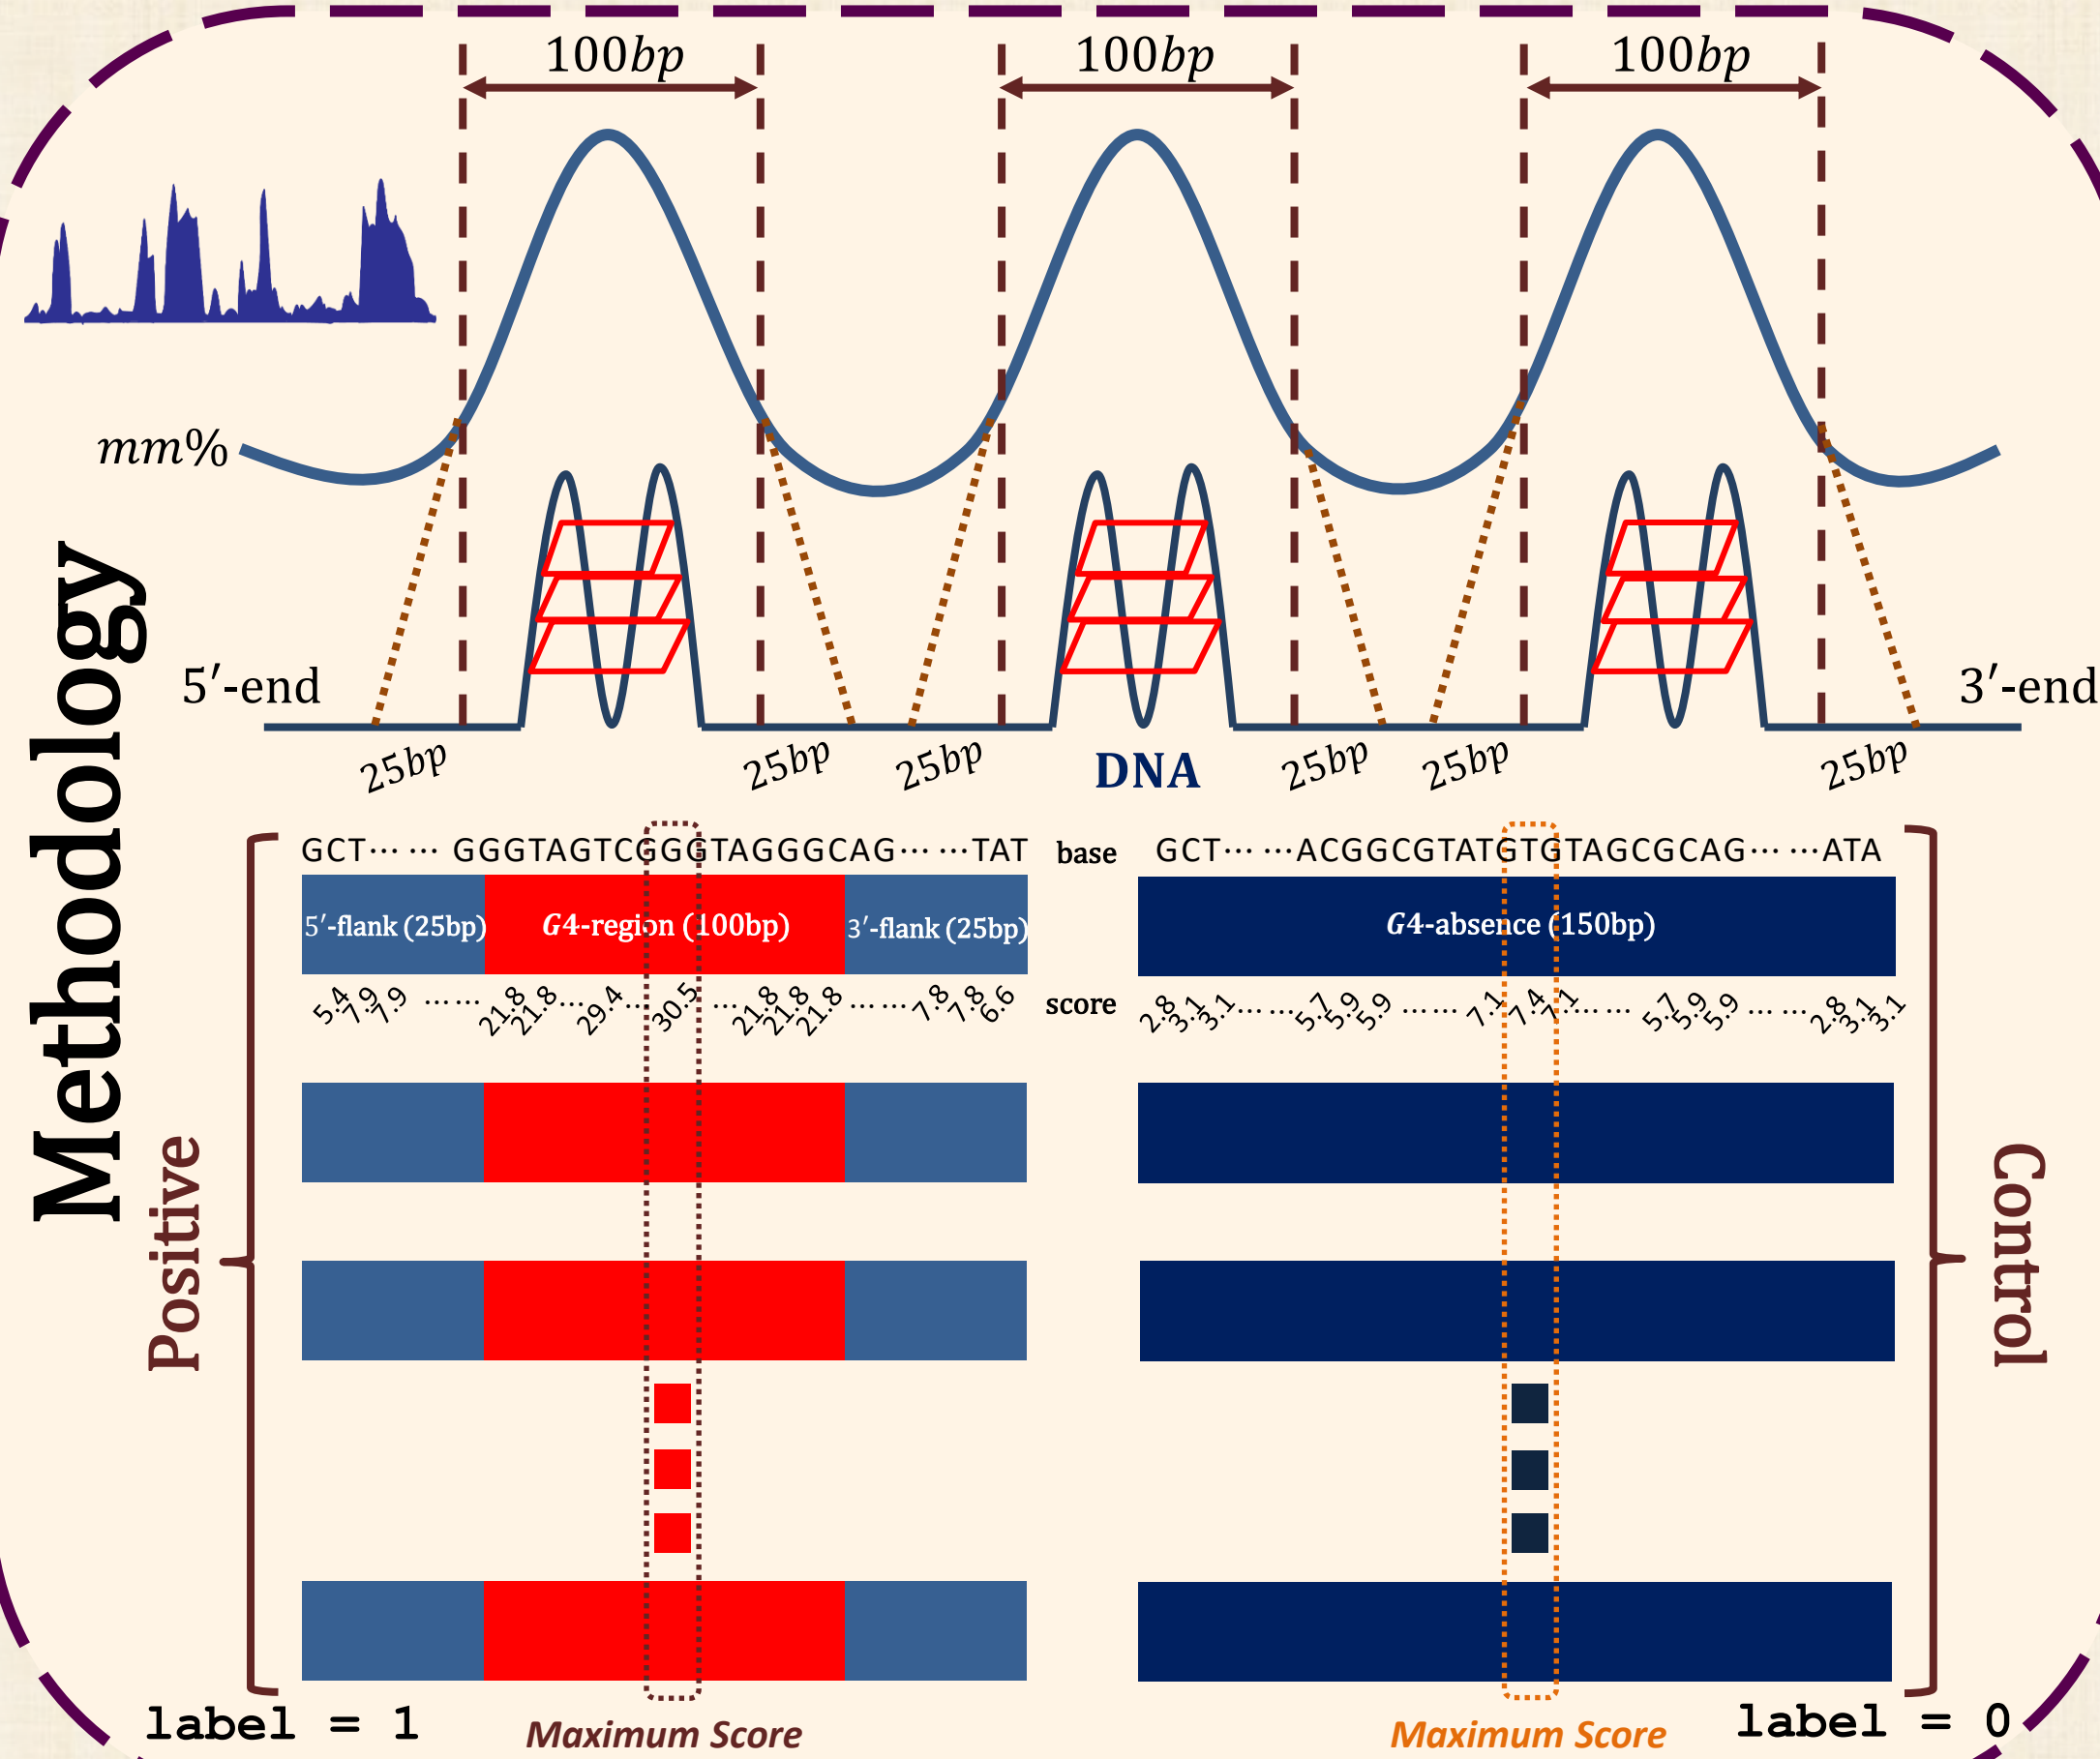 100bp 100bp 100bp
mm%
Methodology
5′-end 3′-end
25bp 25bp 25bp DNA 25bp 25bp 25bp
GCT⋯ ⋯ GGGTAGTCGGGTAGGGCAG⋯ ⋯TAT base GCT⋯ ⋯ACGGCGTATGTGTAGCGCAG⋯ ⋯ATA
5′-flank (25bp) G4-region (100bp) 3′-flank (25bp) G4-absence (150bp)
5.4 7.9 7.9 ⋯⋯ 21.8 21.8 ⋯ 29.4 ⋯ 30.5 ⋯ 21.8 21.8 21.8 ⋯⋯ 7.8 7.8 6.6 score 2.8 3.1 3.1 ⋯⋯ 5.7 5.9 5.9 ⋯⋯ 7.1 7.4 7.1 ⋯⋯ 5.7 5.9 5.9 ⋯⋯ 2.8 3.1 3.1
Positive
Control
label = 1 Maximum Score Maximum Score label = 0